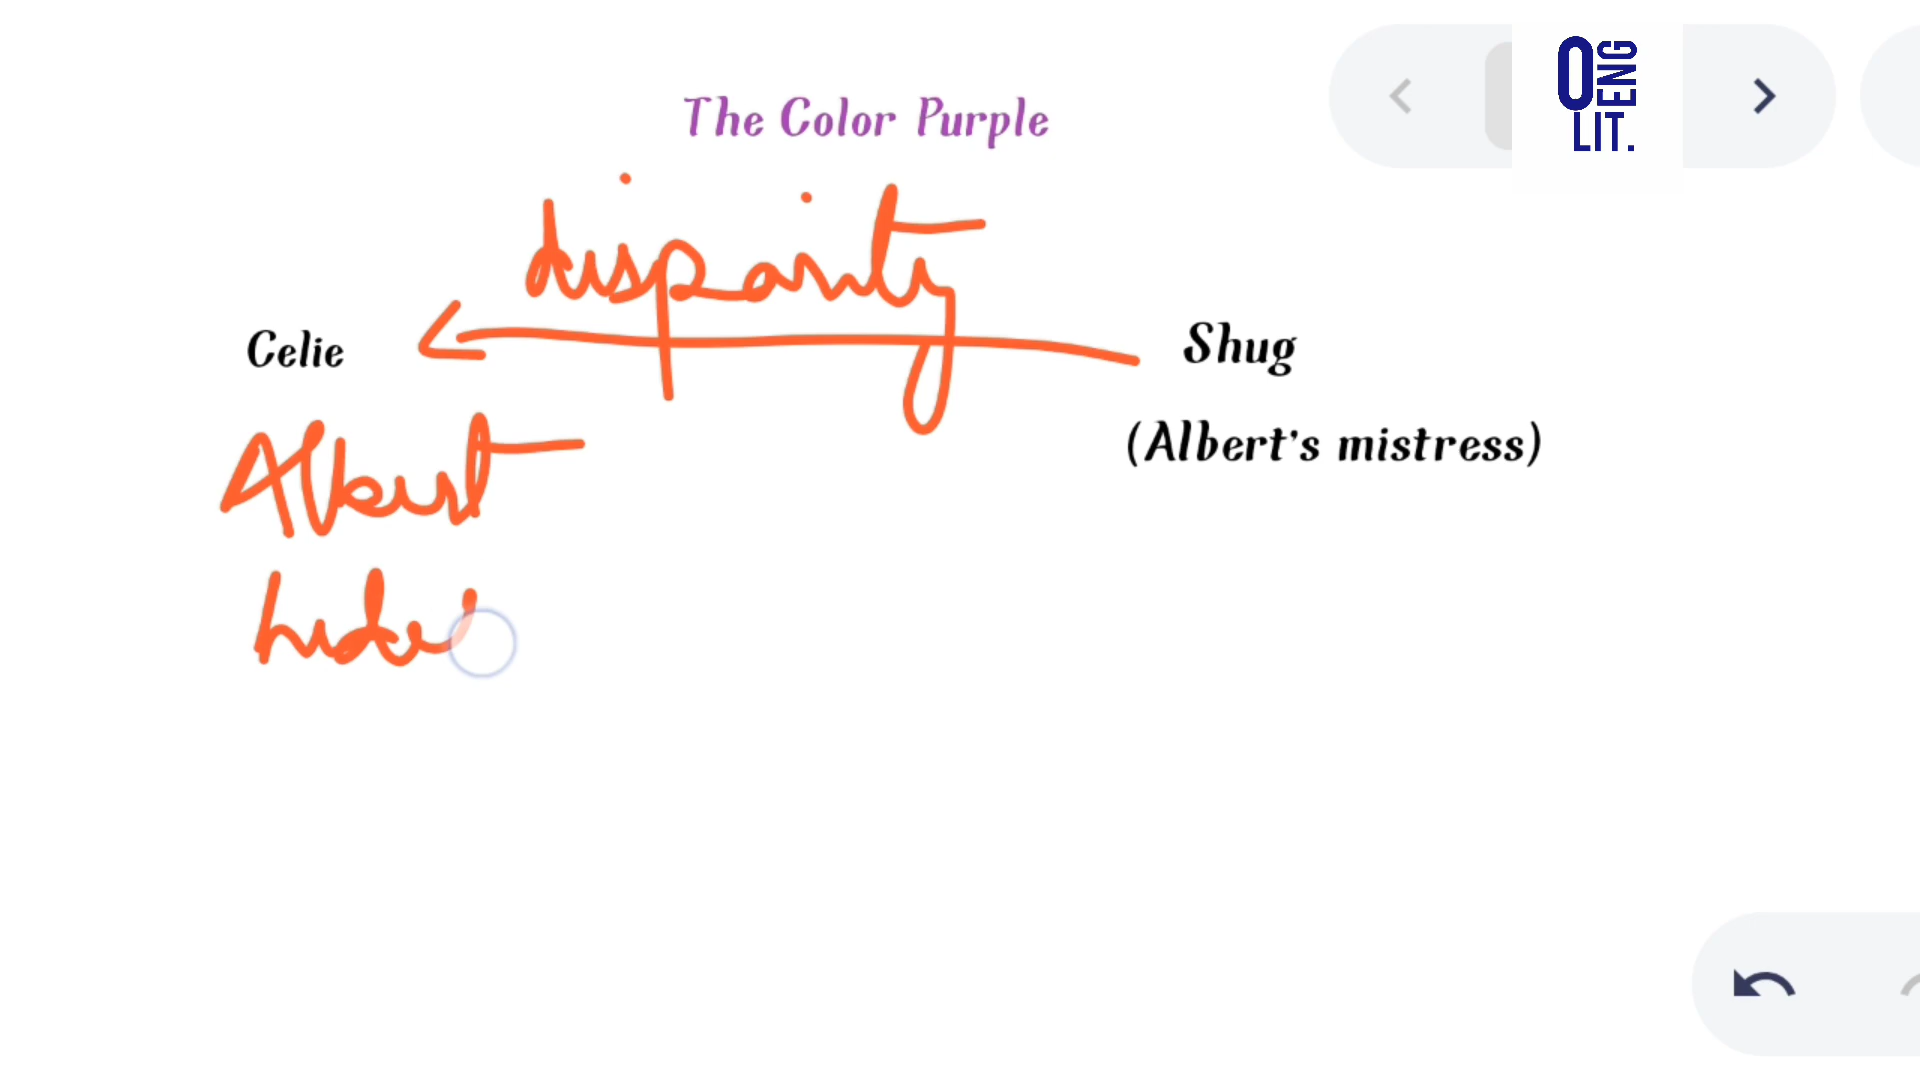 O ENG
LIT.
The Color Purple
disparity
Celie
Shug
Albert
(Albert's mistress)